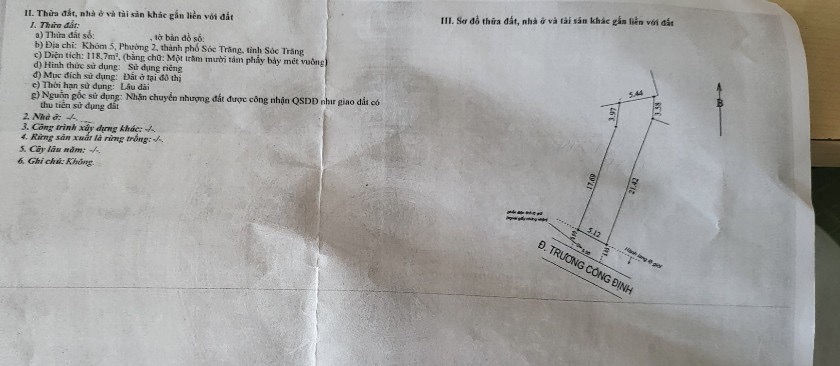 II. Thửa đất, nhà ở và tài sản khác gắn liền với đất
1. Thửa đất:
a) Thửa đất số: , tờ bản đồ số:
b) Địa chỉ: Khóm 5, Phường 2, thành phố Sóc Trăng, tỉnh Sóc Trăng
c) Diện tích: 118,7m², (bằng chữ: Một trăm mười tám phẩy bảy mét vuông)
d) Hình thức sử dụng: Sử dụng riêng
đ) Mục đích sử dụng: Đất ở tại đô thị
e) Thời hạn sử dụng: Lâu dài
g) Nguồn gốc sử dụng: Nhận chuyển nhượng đất được công nhận QSDĐ như giao đất có
thu tiền sử dụng đất
2. Nhà ở: -/-.
3. Công trình xây dựng khác: -/-.
4. Rừng sản xuất là rừng trồng: -/-.
5. Cây lâu năm: -/-
6. Ghi chú: Không.
III. Sơ đồ thửa đất, nhà ở và tài sản khác gắn liền với đất
5.44
3.97
3.58
B
17.69
21.42
5.12
Hành lang lộ giới
Đ. TRƯƠNG CÔNG ĐỊNH